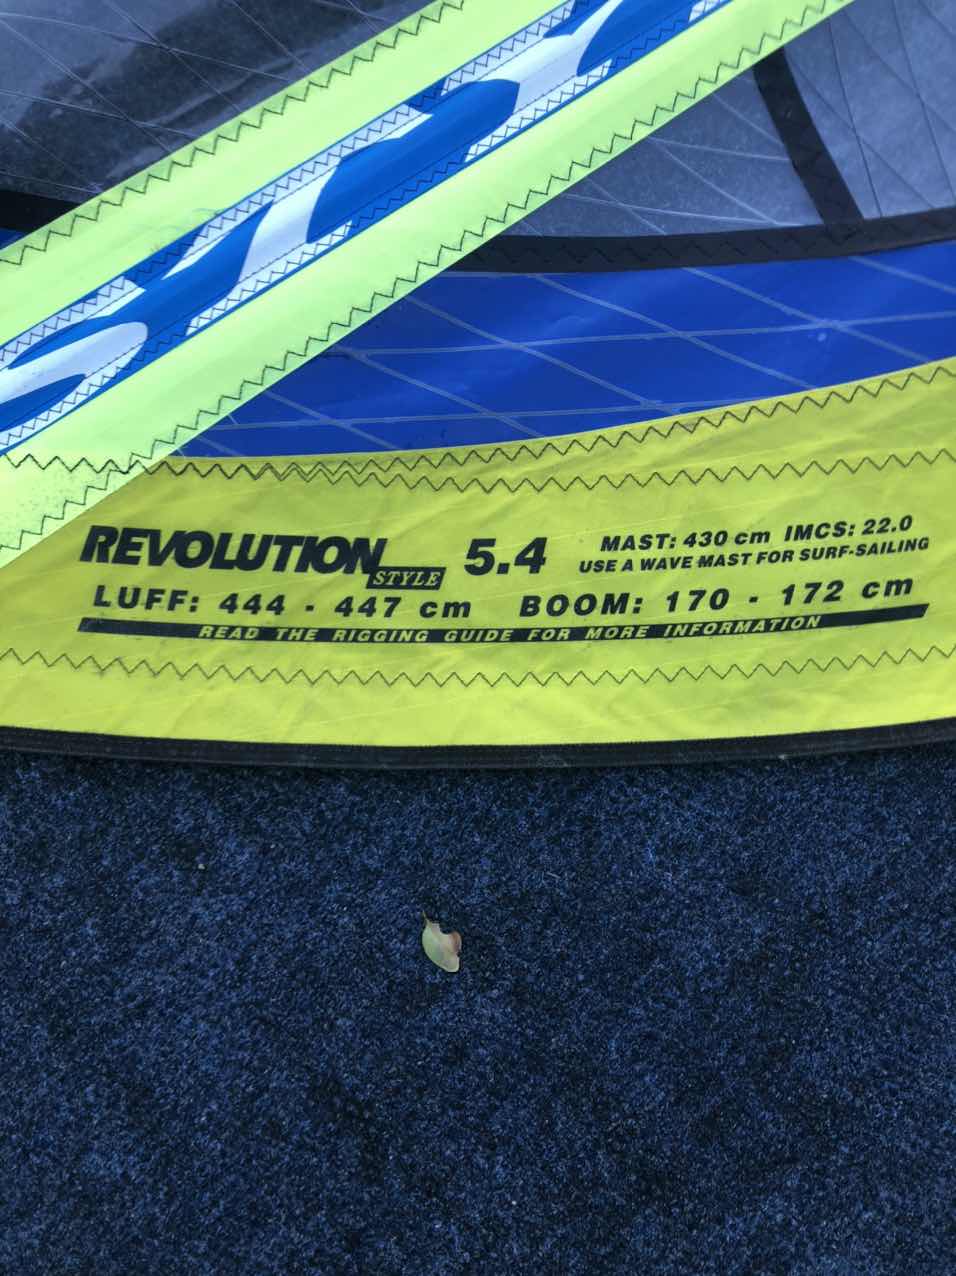 REVOLUTION STYLE 5.4 MAST: 430 cm IMCS: 22.0
USE A WAVE MAST FOR SURF-SAILING
LUFF: 444 - 447 cm BOOM: 170 - 172 cm
READ THE RIGGING GUIDE FOR MORE INFORMATION